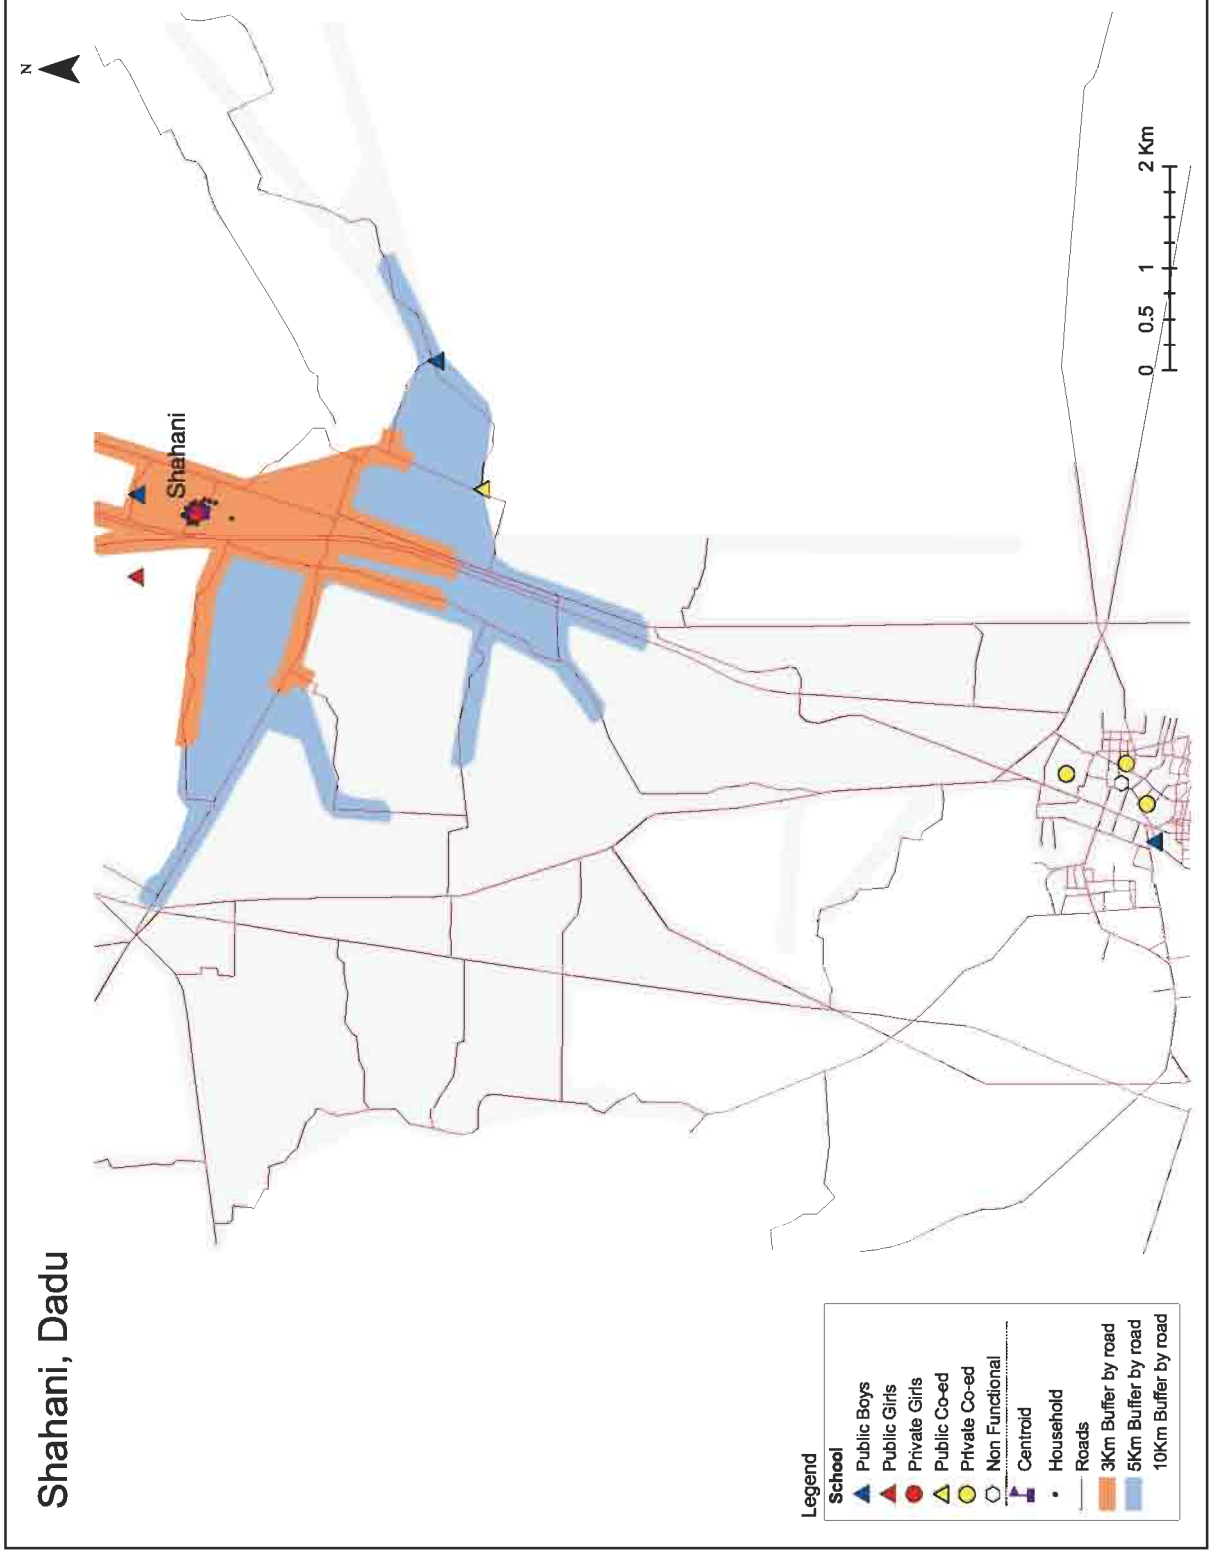 Shahani, Dadu
N
Shahani
Legend
School
Public Boys
Public Girls
Private Girls
Public Co-ed
Private Co-ed
Non Functional
Centroid
Household
Roads
3Km Buffer by road
5Km Buffer by road
10Km Buffer by road
0 0.5 1 2 Km